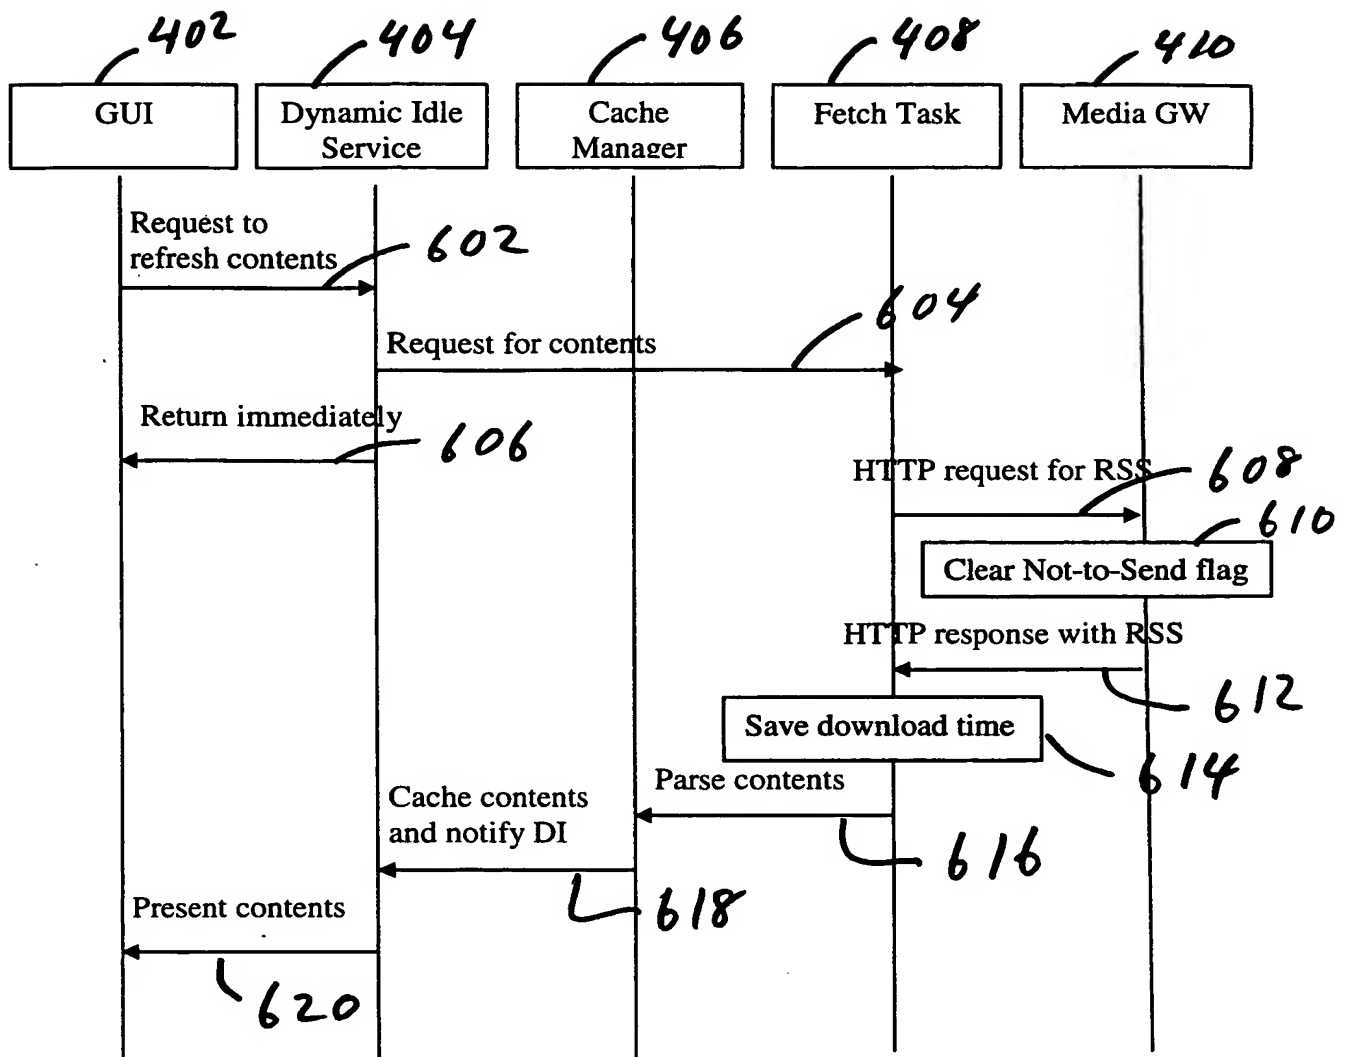 402
404
406
408
410
GUI
Dynamic Idle
Service
Cache
Manager
Fetch Task
Media GW
Request to
refresh contents
602
604
Request for contents
Return immediately
606
HTTP request for RSS
608
610
Clear Not-to-Send flag
HTTP response with RSS
612
Save download time
614
Parse contents
616
Cache contents
and notify DI
618
Present contents
620